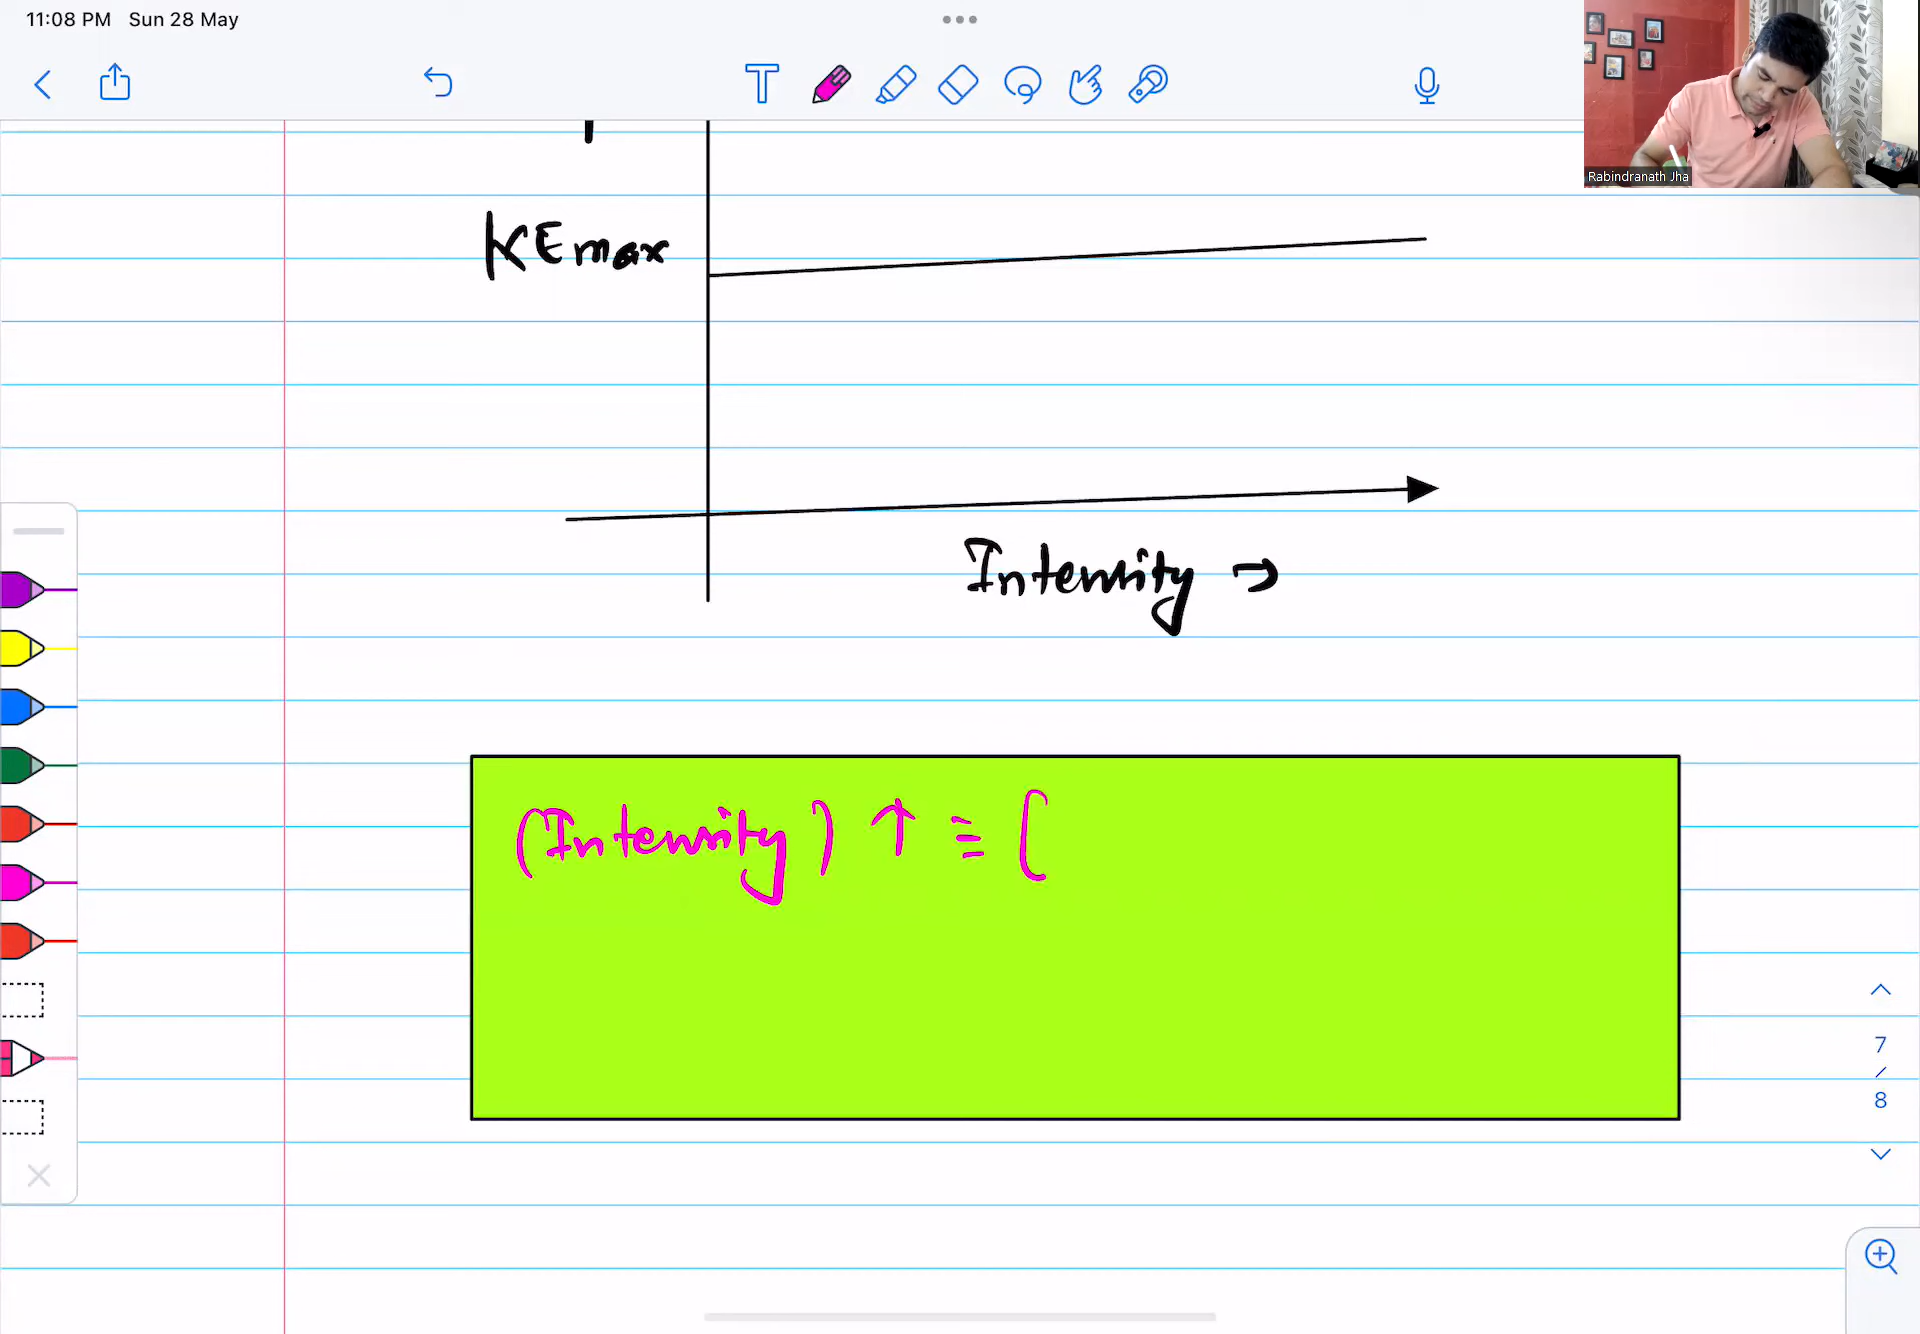 11:08 PM Sun 28 May
Rabindranath Jha
KEmax
Intensity →
(Intensity) ↑ ≡ [
7
/
8